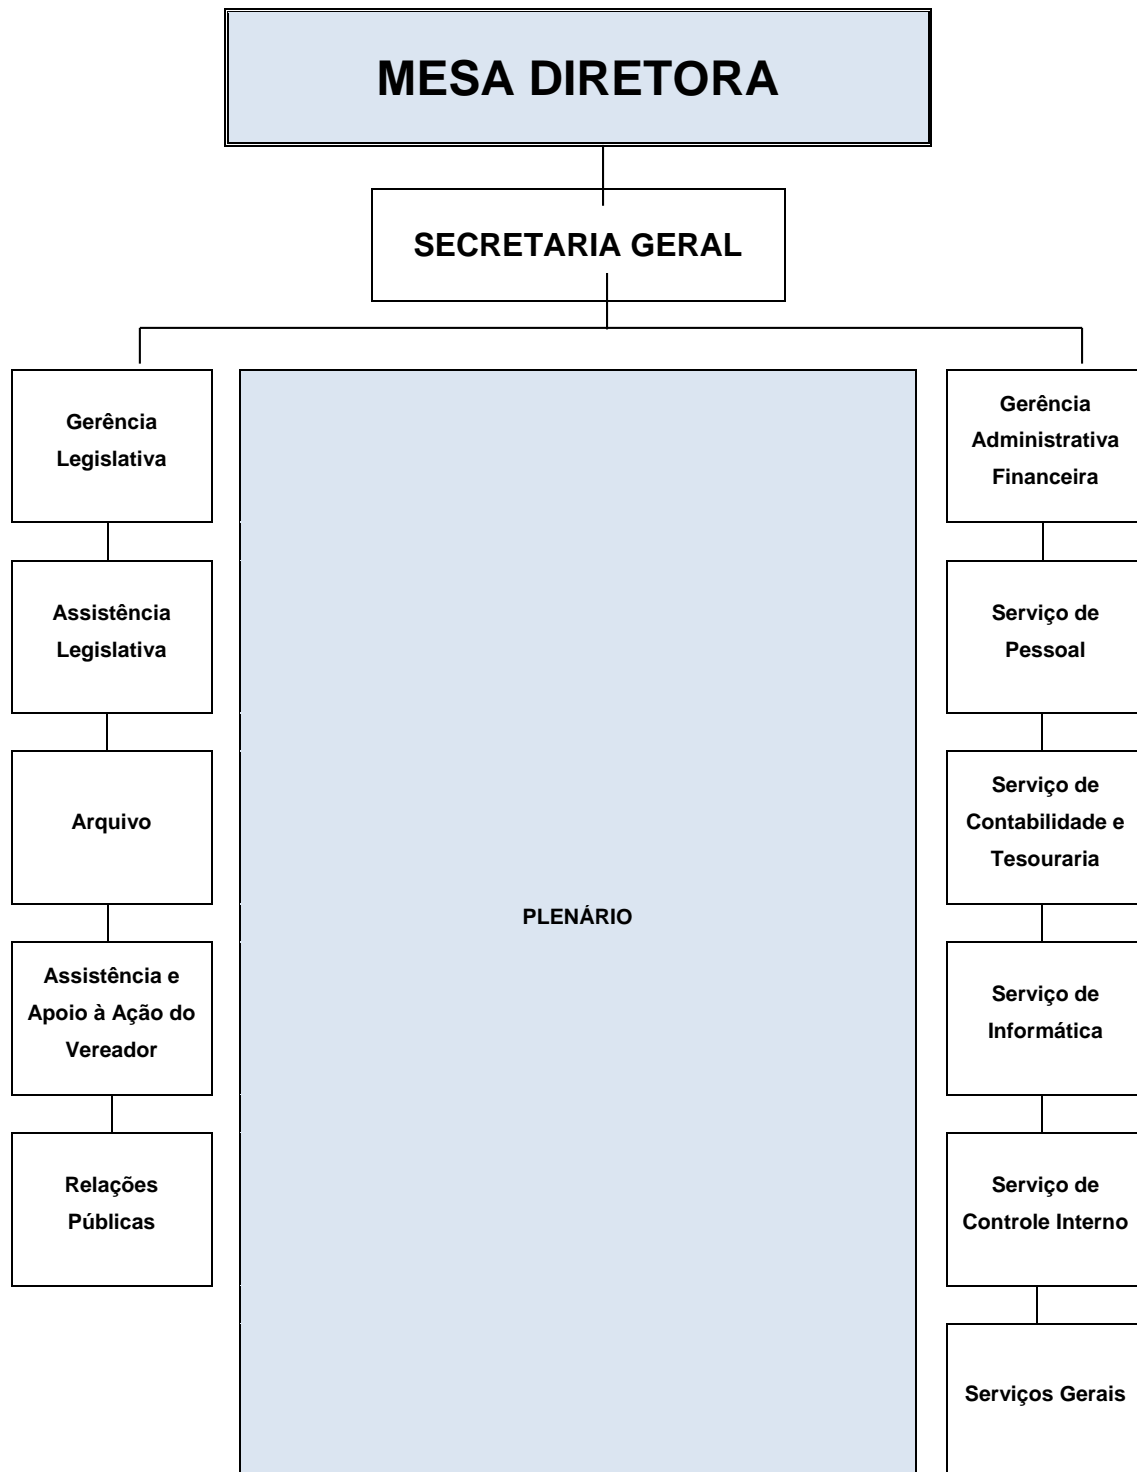 MESA DIRETORA
SECRETARIA GERAL
Gerência
Legislativa
Assistência
Legislativa
Arquivo
Assistência e
Apoio à Ação do
Vereador
Relações
Públicas
PLENÁRIO
Gerência
Administrativa
Financeira
Serviço de
Pessoal
Serviço de
Contabilidade e
Tesouraria
Serviço de
Informática
Serviço de
Controle Interno
Serviços Gerais